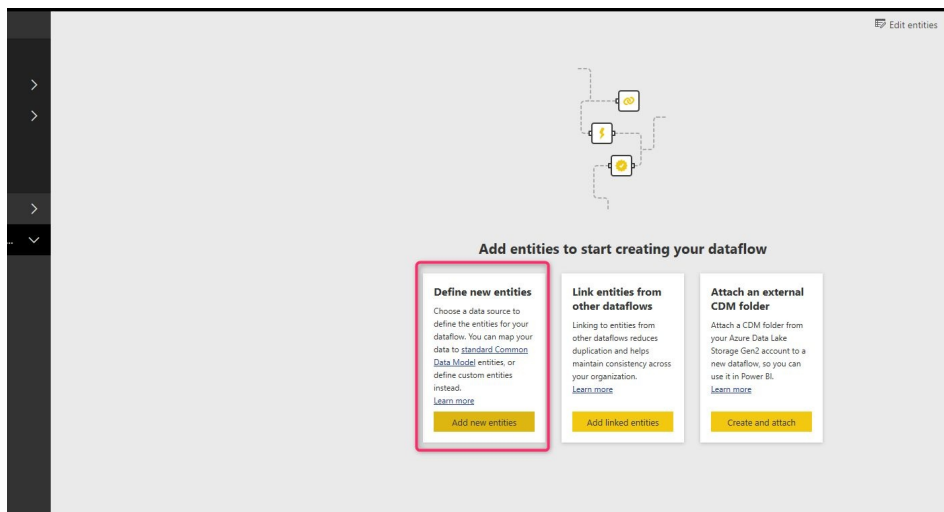 Edit entities
...
Add entities to start creating your dataflow
Define new entities
Choose a data source to
define the entities for your
dataflow. You can map your
data to standard Common
Data Model entities, or
define custom entities
instead.
Learn more
Add new entities
Link entities from
other dataflows
Linking to entities from
other dataflows reduces
duplication and helps
maintain consistency across
your organization.
Learn more
Add linked entities
Attach an external
CDM folder
Attach a CDM folder from
your Azure Data Lake
Storage Gen2 account to a
new dataflow, so you can
use it in Power BI.
Learn more
Create and attach